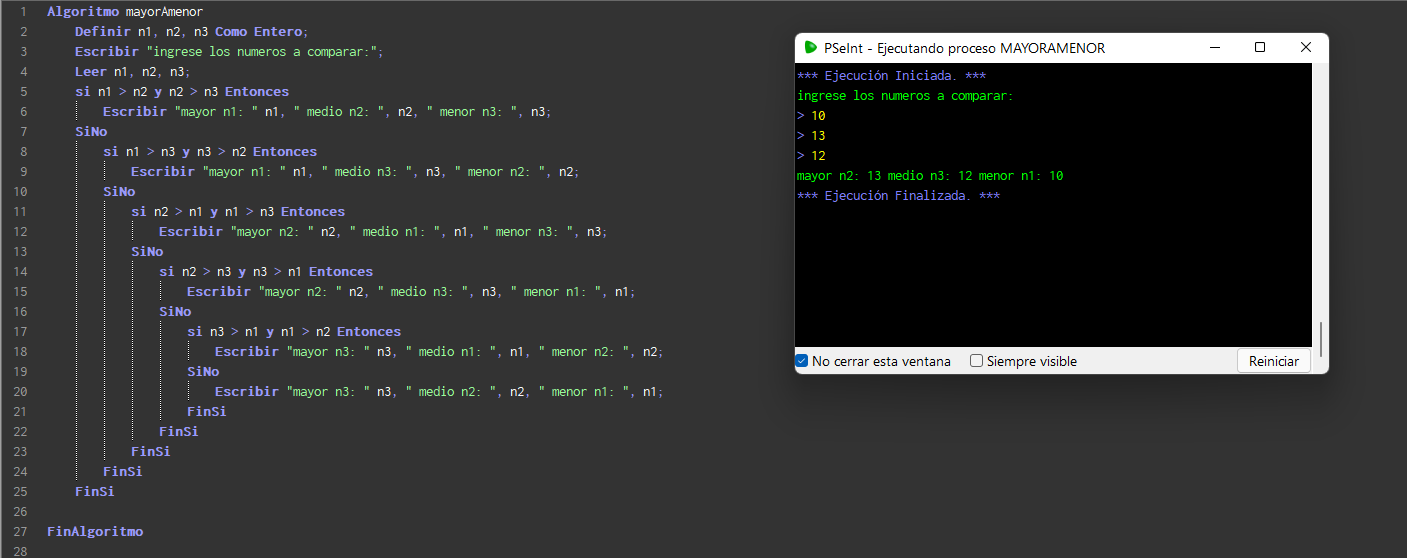 1 Algoritmo mayorAmenor
2 Definir n1, n2, n3 Como Entero;
3 Escribir "ingrese los numeros a comparar:";
4 Leer n1, n2, n3;
5 si n1 > n2 y n2 > n3 Entonces
6 Escribir "mayor n1: " n1, " medio n2: ", n2, " menor n3: ", n3;
7 SiNo
8 si n1 > n3 y n3 > n2 Entonces
9 Escribir "mayor n1: " n1, " medio n3: ", n3, " menor n2: ", n2;
10 SiNo
11 si n2 > n1 y n1 > n3 Entonces
12 Escribir "mayor n2: " n2, " medio n1: ", n1, " menor n3: ", n3;
13 SiNo
14 si n2 > n3 y n3 > n1 Entonces
15 Escribir "mayor n2: " n2, " medio n3: ", n3, " menor n1: ", n1;
16 SiNo
17 si n3 > n1 y n1 > n2 Entonces
18 Escribir "mayor n3: " n3, " medio n1: ", n1, " menor n2: ", n2;
19 SiNo
20 Escribir "mayor n3: " n3, " medio n2: ", n2, " menor n1: ", n1;
21 FinSi
22 FinSi
23 FinSi
24 FinSi
25 FinSi
26
27 FinAlgoritmo
28
PSeInt - Ejecutando proceso MAYORAMENOR
*** Ejecución Iniciada. ***
ingrese los numeros a comparar:
> 10
> 13
> 12
mayor n2: 13 medio n3: 12 menor n1: 10
*** Ejecución Finalizada. ***
No cerrar esta ventana Siempre visible Reiniciar